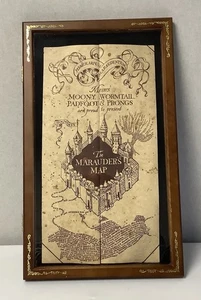 Messrs
MOONY, WORMTAIL,
PADFOOT & PRONGS
are proud to present
The
MARAUDER'S
MAP